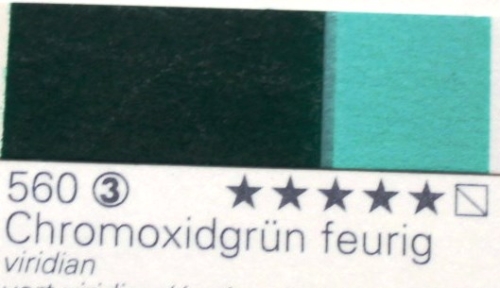 560 ③ ★★★★★
Chromoxidgrün feurig
viridian